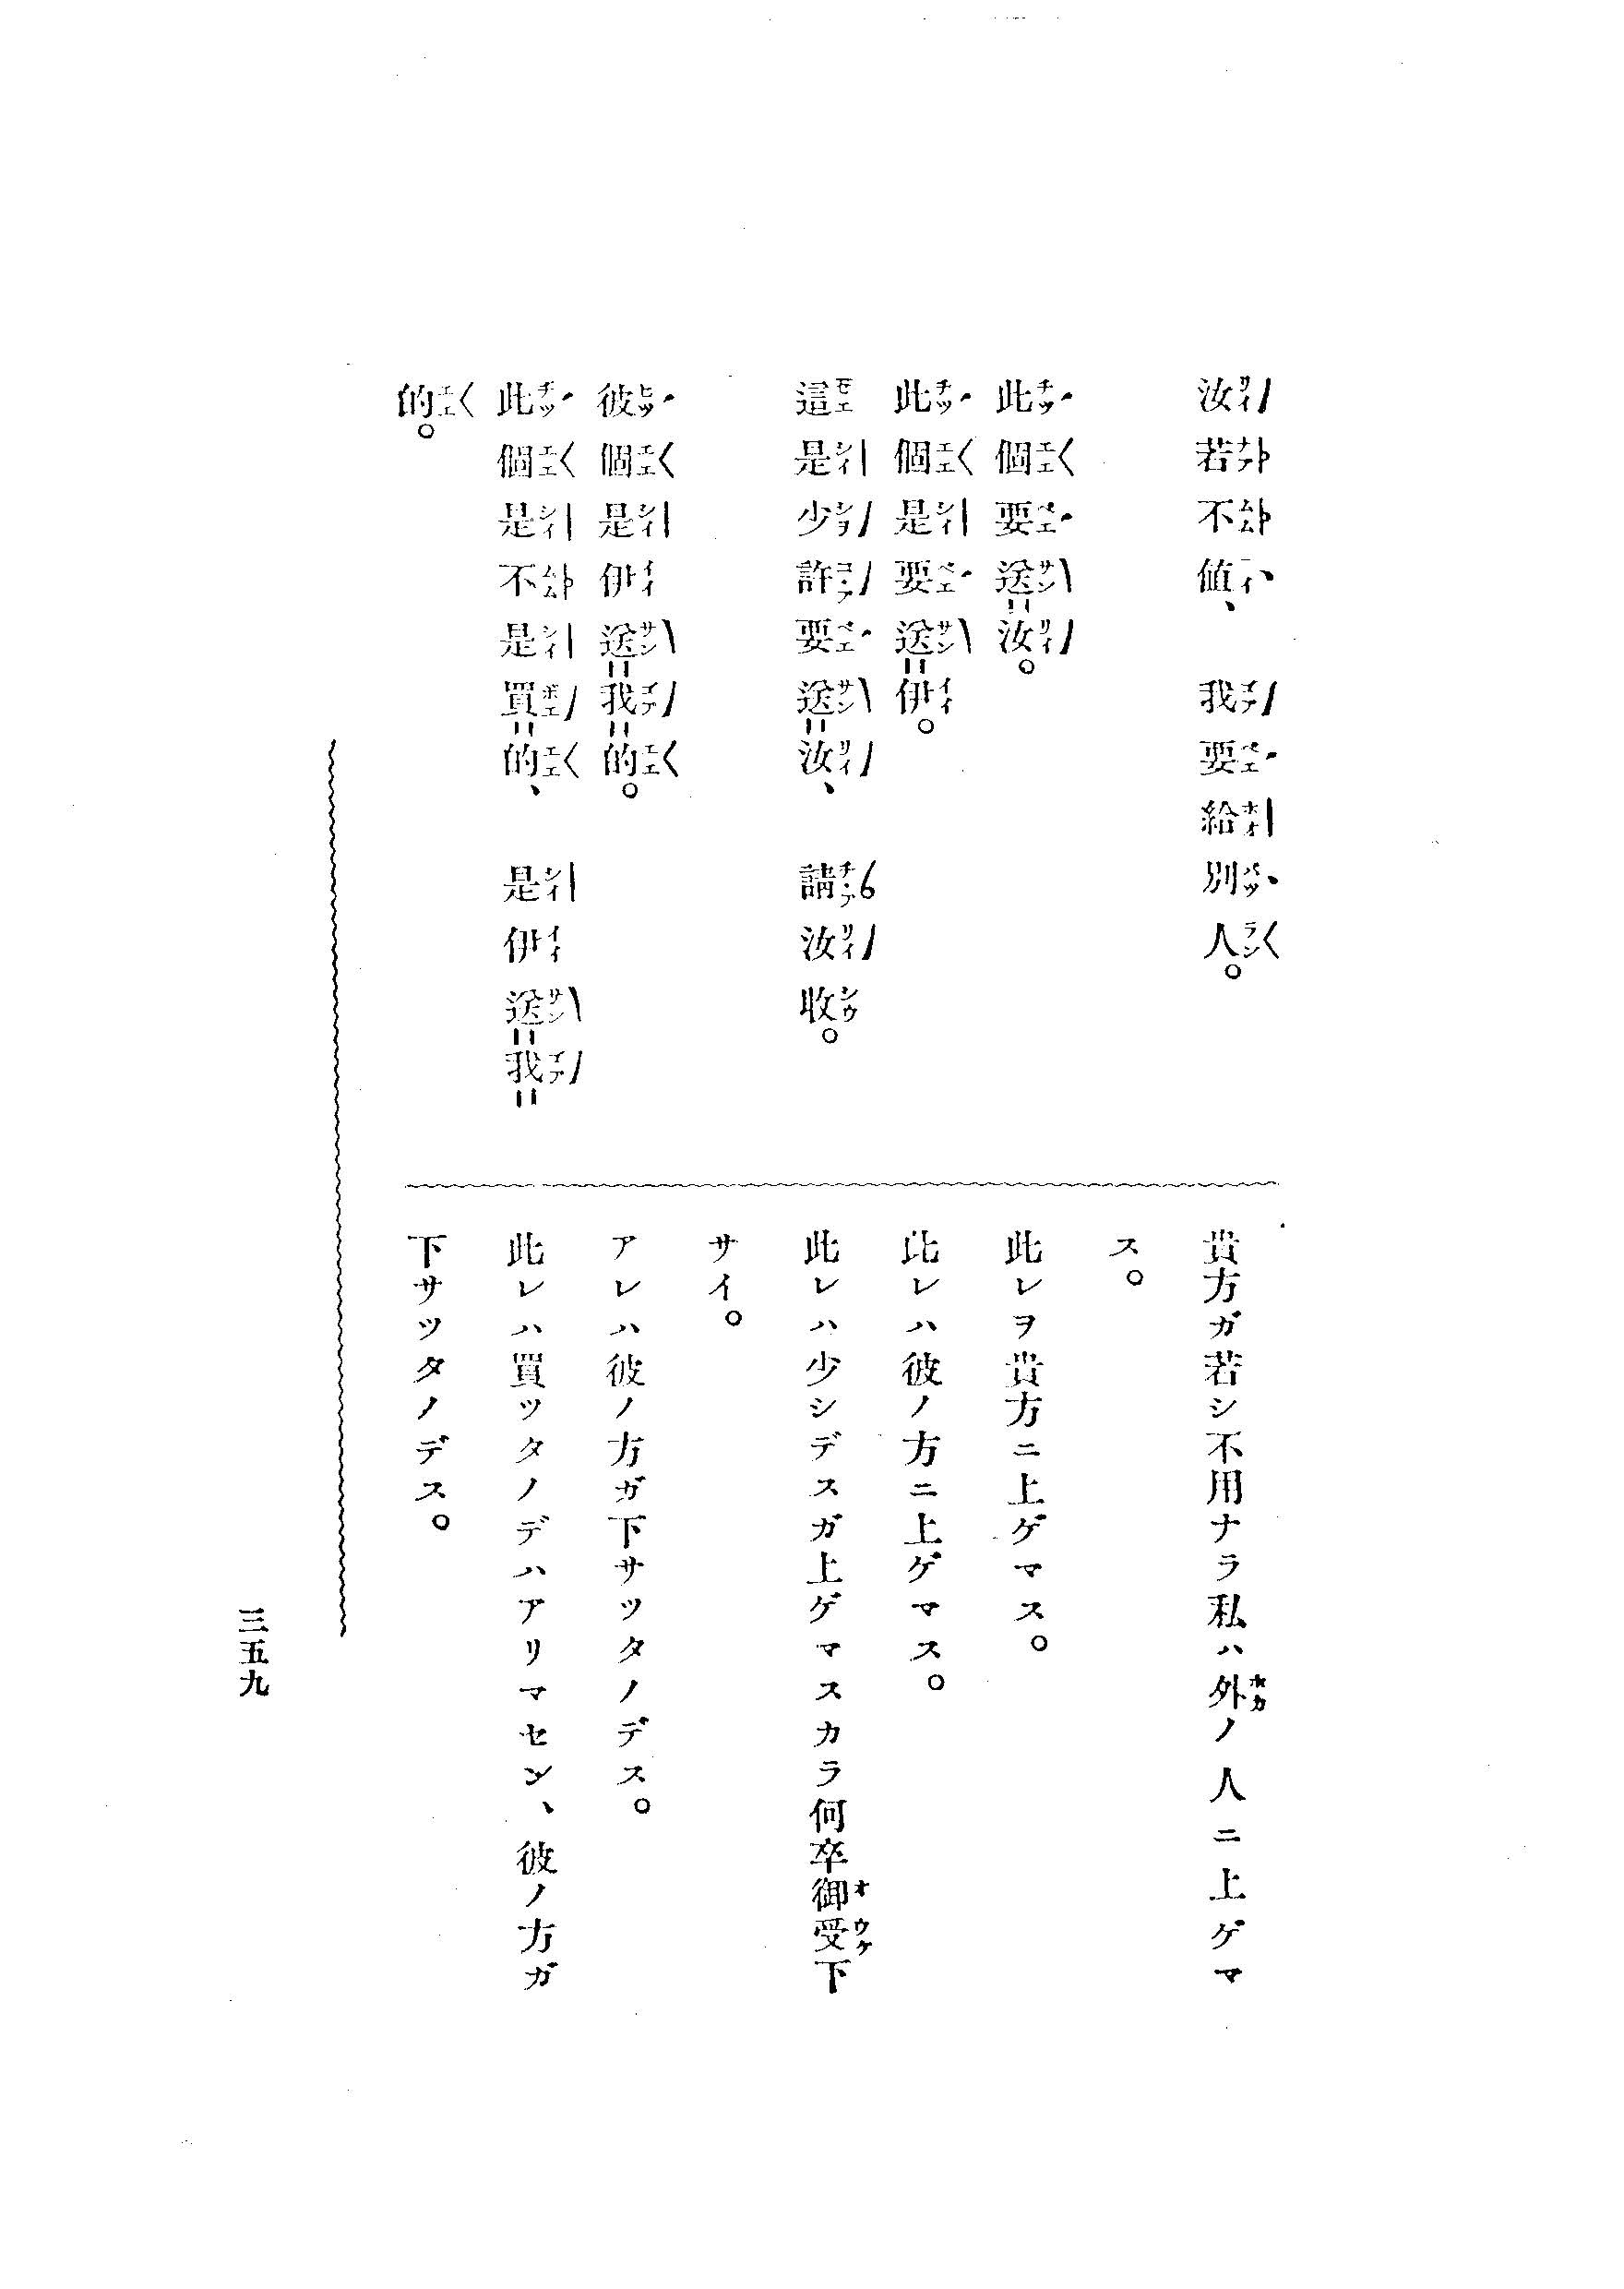 汝若不値、我要給別人。
此個要送汝。
此個是要送伊。
這是少許要送汝、請汝收。
彼個是伊送我的。
此個是不是買的、是伊送我
的。
貴方ガ若シ不用ナラ私ハ外ノ人ニ上ゲマ
ス。
此レヲ貴方ニ上ゲマス。
此レハ彼ノ方ニ上ゲマス。
此レハ少シデスガ上ゲマスカラ何卒御受下
サイ。
アレハ彼ノ方ガ下サツタノデス。
此レハ買ツタノデハアリマセン、彼ノ方ガ
下サツタノデス。
三五九